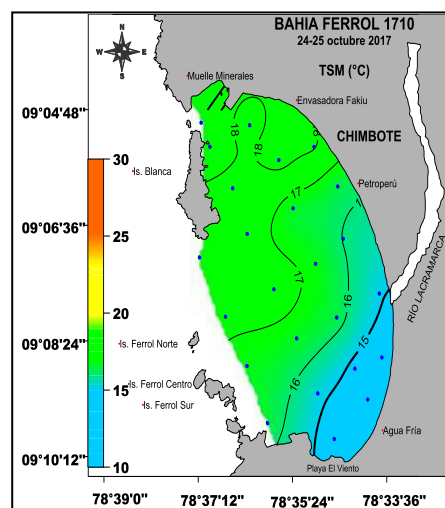 BAHIA FERROL 1710
24-25 octubre 2017
TSM (°C)
N
W E
S
Muelle Minerales
Envasadora Fakiu
09°04'48''
CHIMBOTE
18
18
8
30
Is. Blanca
Petroperú
17
1
25
09°06'36''
RÍO LACRAMARCA
17
16
20
Is. Ferrol Norte
09°08'24''
15
15
Is. Ferrol Centro
16
Is. Ferrol Sur
Agua Fría
10
09°10'12''
Playa El Viento
78°39'0" 78°37'12" 78°35'24" 78°33'36"